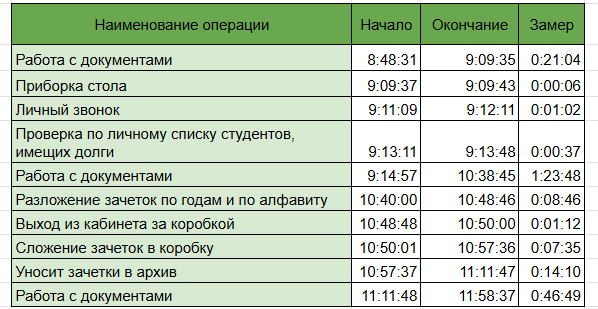 Наименование операции Начало Окончание Замер
Работа с документами 8:48:31 9:09:35 0:21:04
Приборка стола 9:09:37 9:09:43 0:00:06
Личный звонок 9:11:09 9:12:11 0:01:02
Проверка по личному списку студентов,
имещих долги 9:13:11 9:13:48 0:00:37
Работа с документами 9:14:57 10:38:45 1:23:48
Разложение зачеток по годам и по алфавиту 10:40:00 10:48:46 0:08:46
Выход из кабинета за коробкой 10:48:48 10:50:00 0:01:12
Сложение зачеток в коробку 10:50:01 10:57:36 0:07:35
Уносит зачетки в архив 10:57:37 11:11:47 0:14:10
Работа с документами 11:11:48 11:58:37 0:46:49